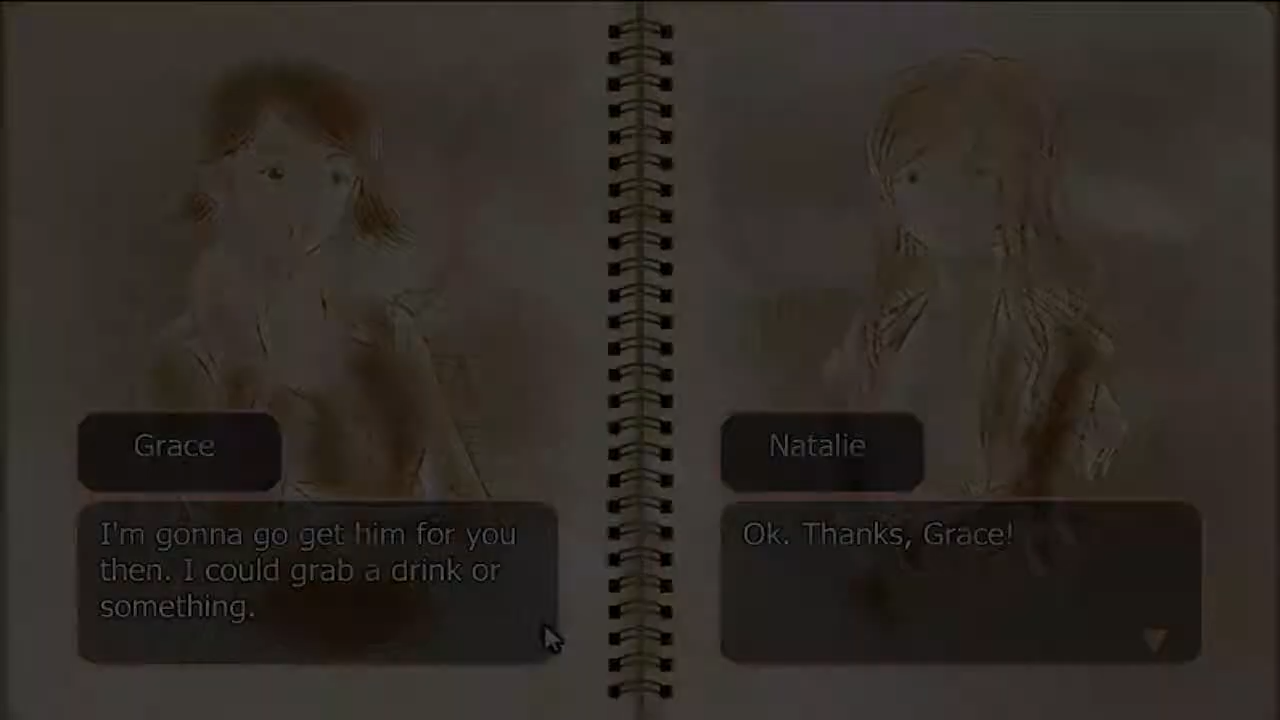 Grace
I'm gonna go get him for you
then. I could grab a drink or
something.
Natalie
Ok. Thanks, Grace!